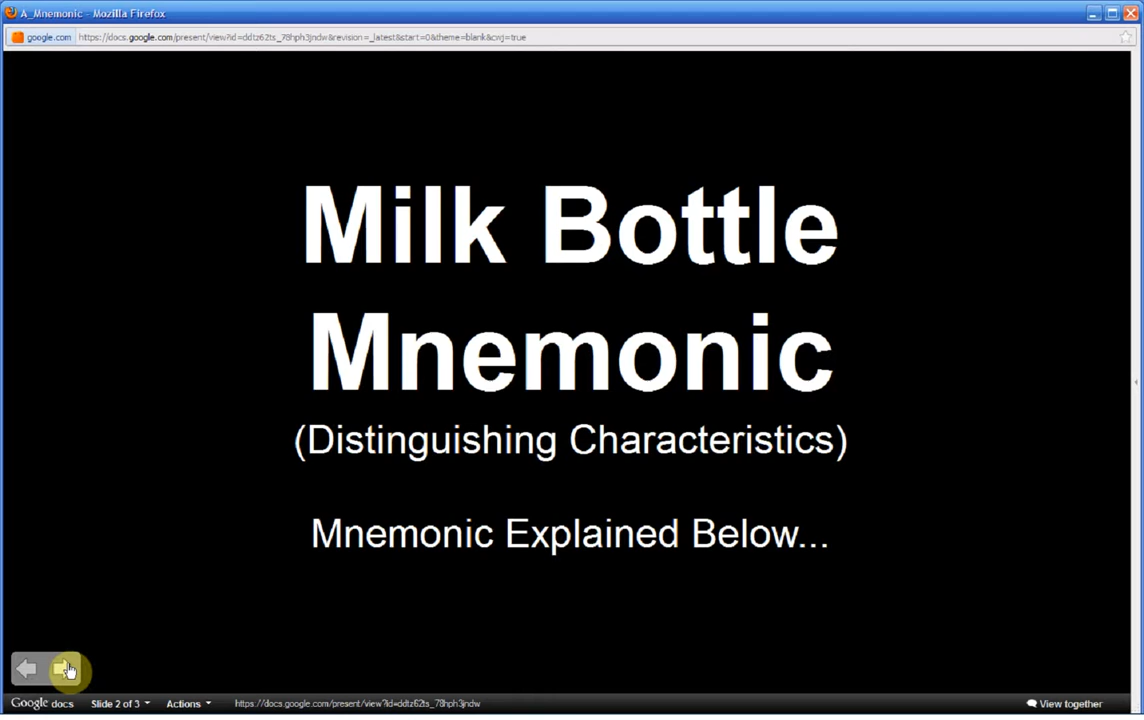 A_Mnemonic - Mozilla Firefox
google.com https://docs.google.com/present/view?id=ddtz62ts_78hph3jndw&revision=_latest&start=0&theme=blank&cwj=true
Milk Bottle
Mnemonic
(Distinguishing Characteristics)
Mnemonic Explained Below...
Google docs Slide 2 of 3 Actions https://docs.google.com/present/view?id=ddtz62ts_78hph3jndw View together